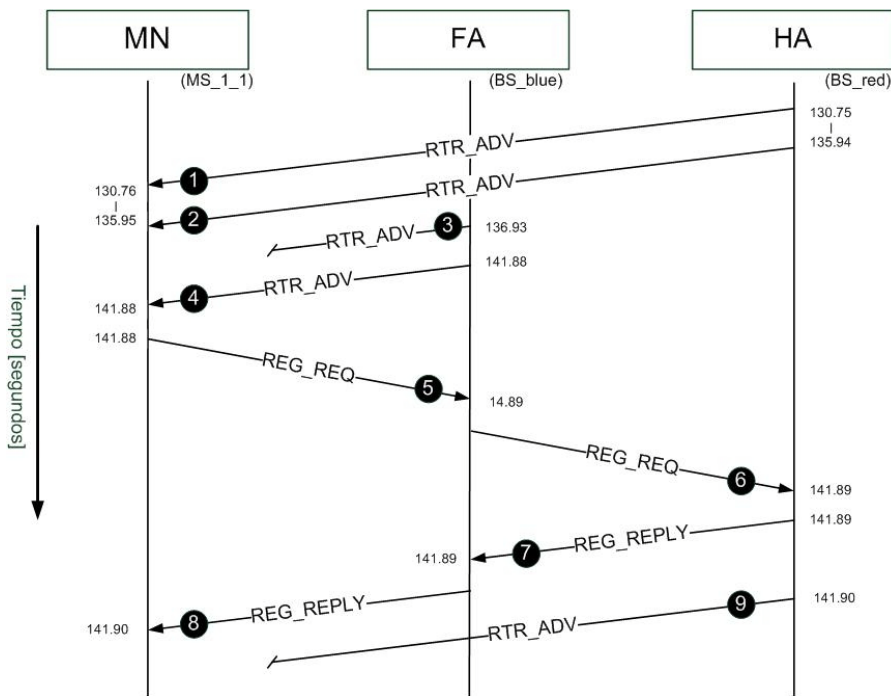 MN
FA
HA
(MS_1_1)
(BS_blue)
(BS_red)
130.75
135.94
RTR_ADV
1
130.76
135.95
RTR_ADV
2
RTR_ADV
3
136.93
141.88
RTR_ADV
4
141.88
141.88
REG_REQ
5
14.89
REG_REQ
6
141.89
141.89
REG_REPLY
7
141.89
REG_REPLY
8
141.90
RTR_ADV
9
141.90
Tiempo [segundos]